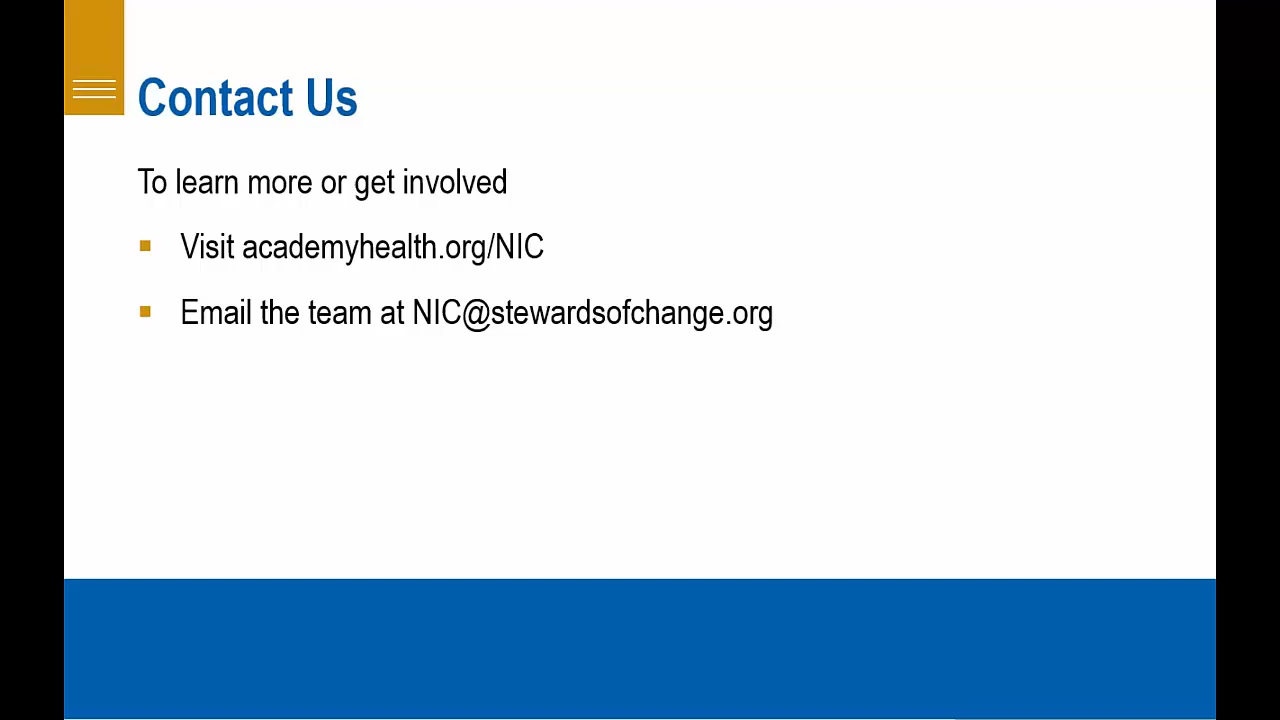 Contact Us
To learn more or get involved
Visit academyhealth.org/NIC
Email the team at NIC@stewardsofchange.org